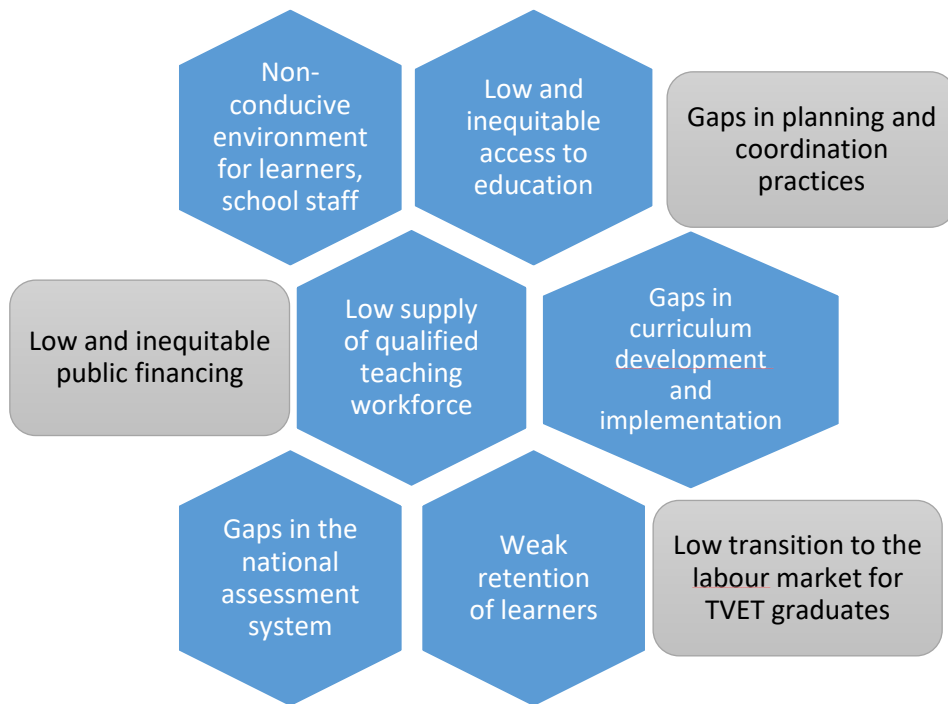 Non-
conducive
environment
for learners,
school staff
Low and
inequitable
access to
education
Gaps in planning and
coordination
practices
Low and inequitable
public financing
Low supply
of qualified
teaching
workforce
Gaps in
curriculum
development
and
implementation
Gaps in the
national
assessment
system
Weak
retention
of learners
Low transition to the
labour market for
TVET graduates